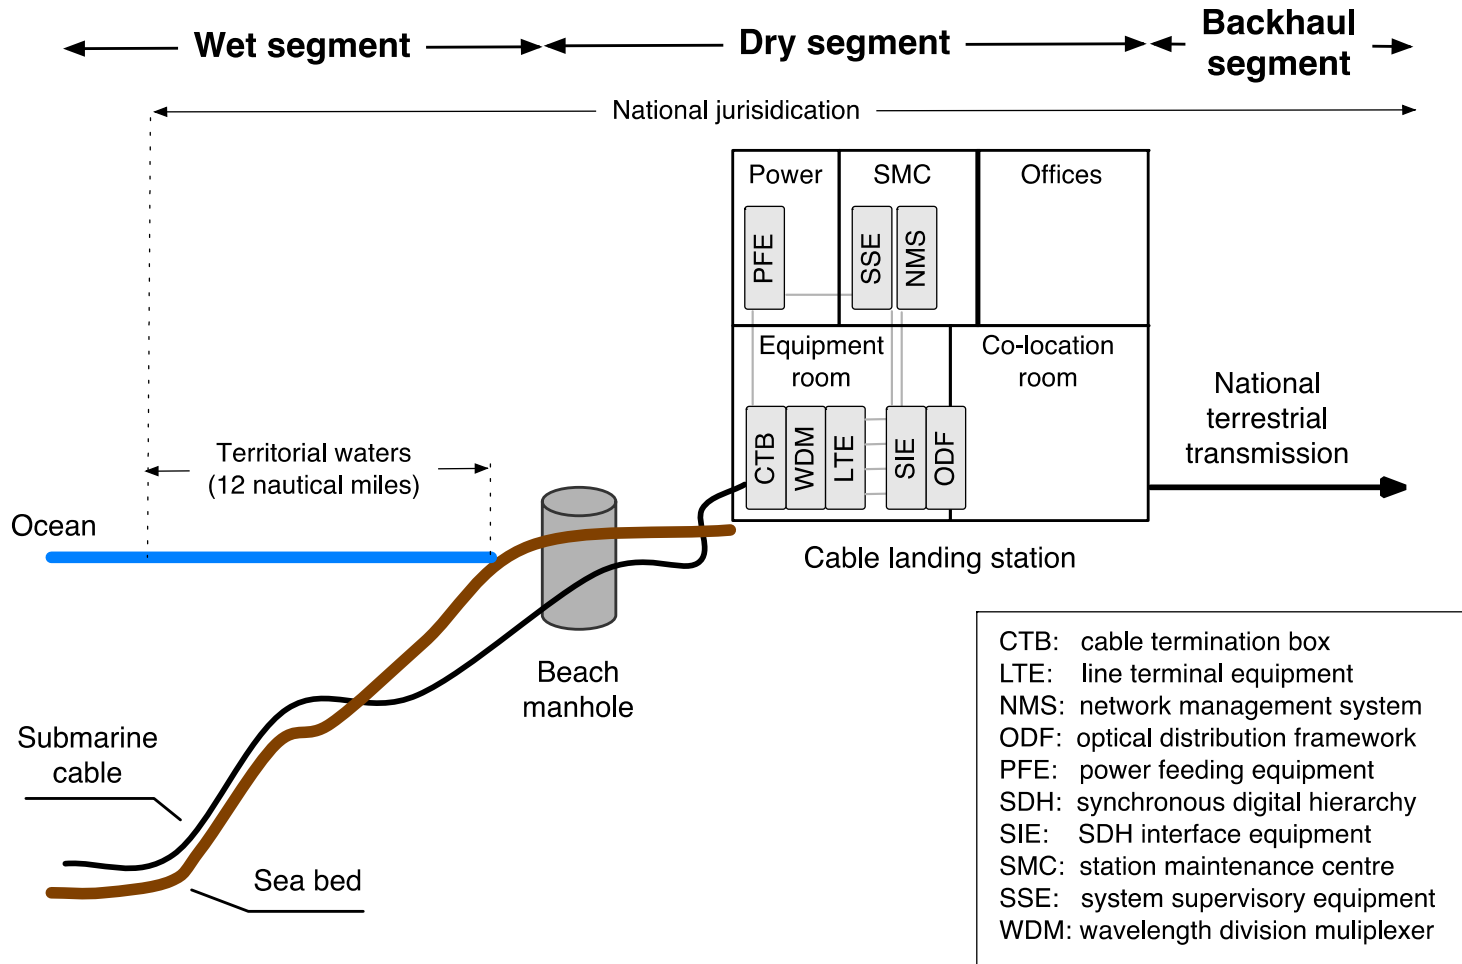 Wet segment
Dry segment
Backhaul
segment
National jurisidication
Power
SMC
Offices
PFE
SSE
NMS
Equipment
room
Co-location
room
CTB
WDM
LTE
SIE
ODF
National
terrestrial
transmission
Territorial waters
(12 nautical miles)
Ocean
Cable landing station
Beach
manhole
Submarine
cable
Sea bed
CTB: cable termination box
LTE: line terminal equipment
NMS: network management system
ODF: optical distribution framework
PFE: power feeding equipment
SDH: synchronous digital hierarchy
SIE: SDH interface equipment
SMC: station maintenance centre
SSE: system supervisory equipment
WDM: wavelength division muliplexer